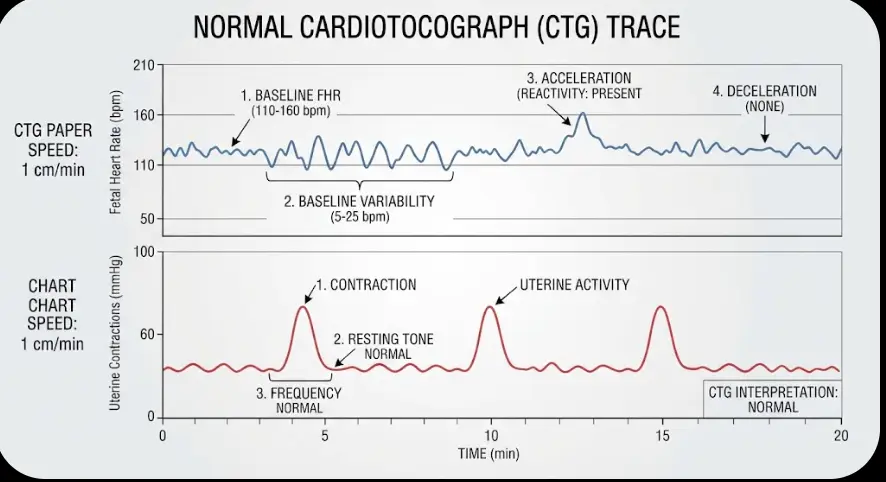 NORMAL CARDIOTOCOGRAPH (CTG) TRACE
CTG PAPER
SPEED:
1 cm/min
Fetal Heart Rate (bpm)
210
160
110
50
1. BASELINE FHR
(110-160 bpm)
2. BASELINE VARIABILITY
(5-25 bpm)
3. ACCELERATION
(REACTIVITY: PRESENT
4. DECELERATION
(NONE)
CHART
CHART
SPEED:
1 cm/min
Uterine Contractions (mmHg)
100
60
0
1. CONTRACTION
2. RESTING TONE
NORMAL
3. FREQUENCY
NORMAL
UTERINE ACTIVITY
CTG INTERPRETATION:
NORMAL
0 5 10 15 20
TIME (min)